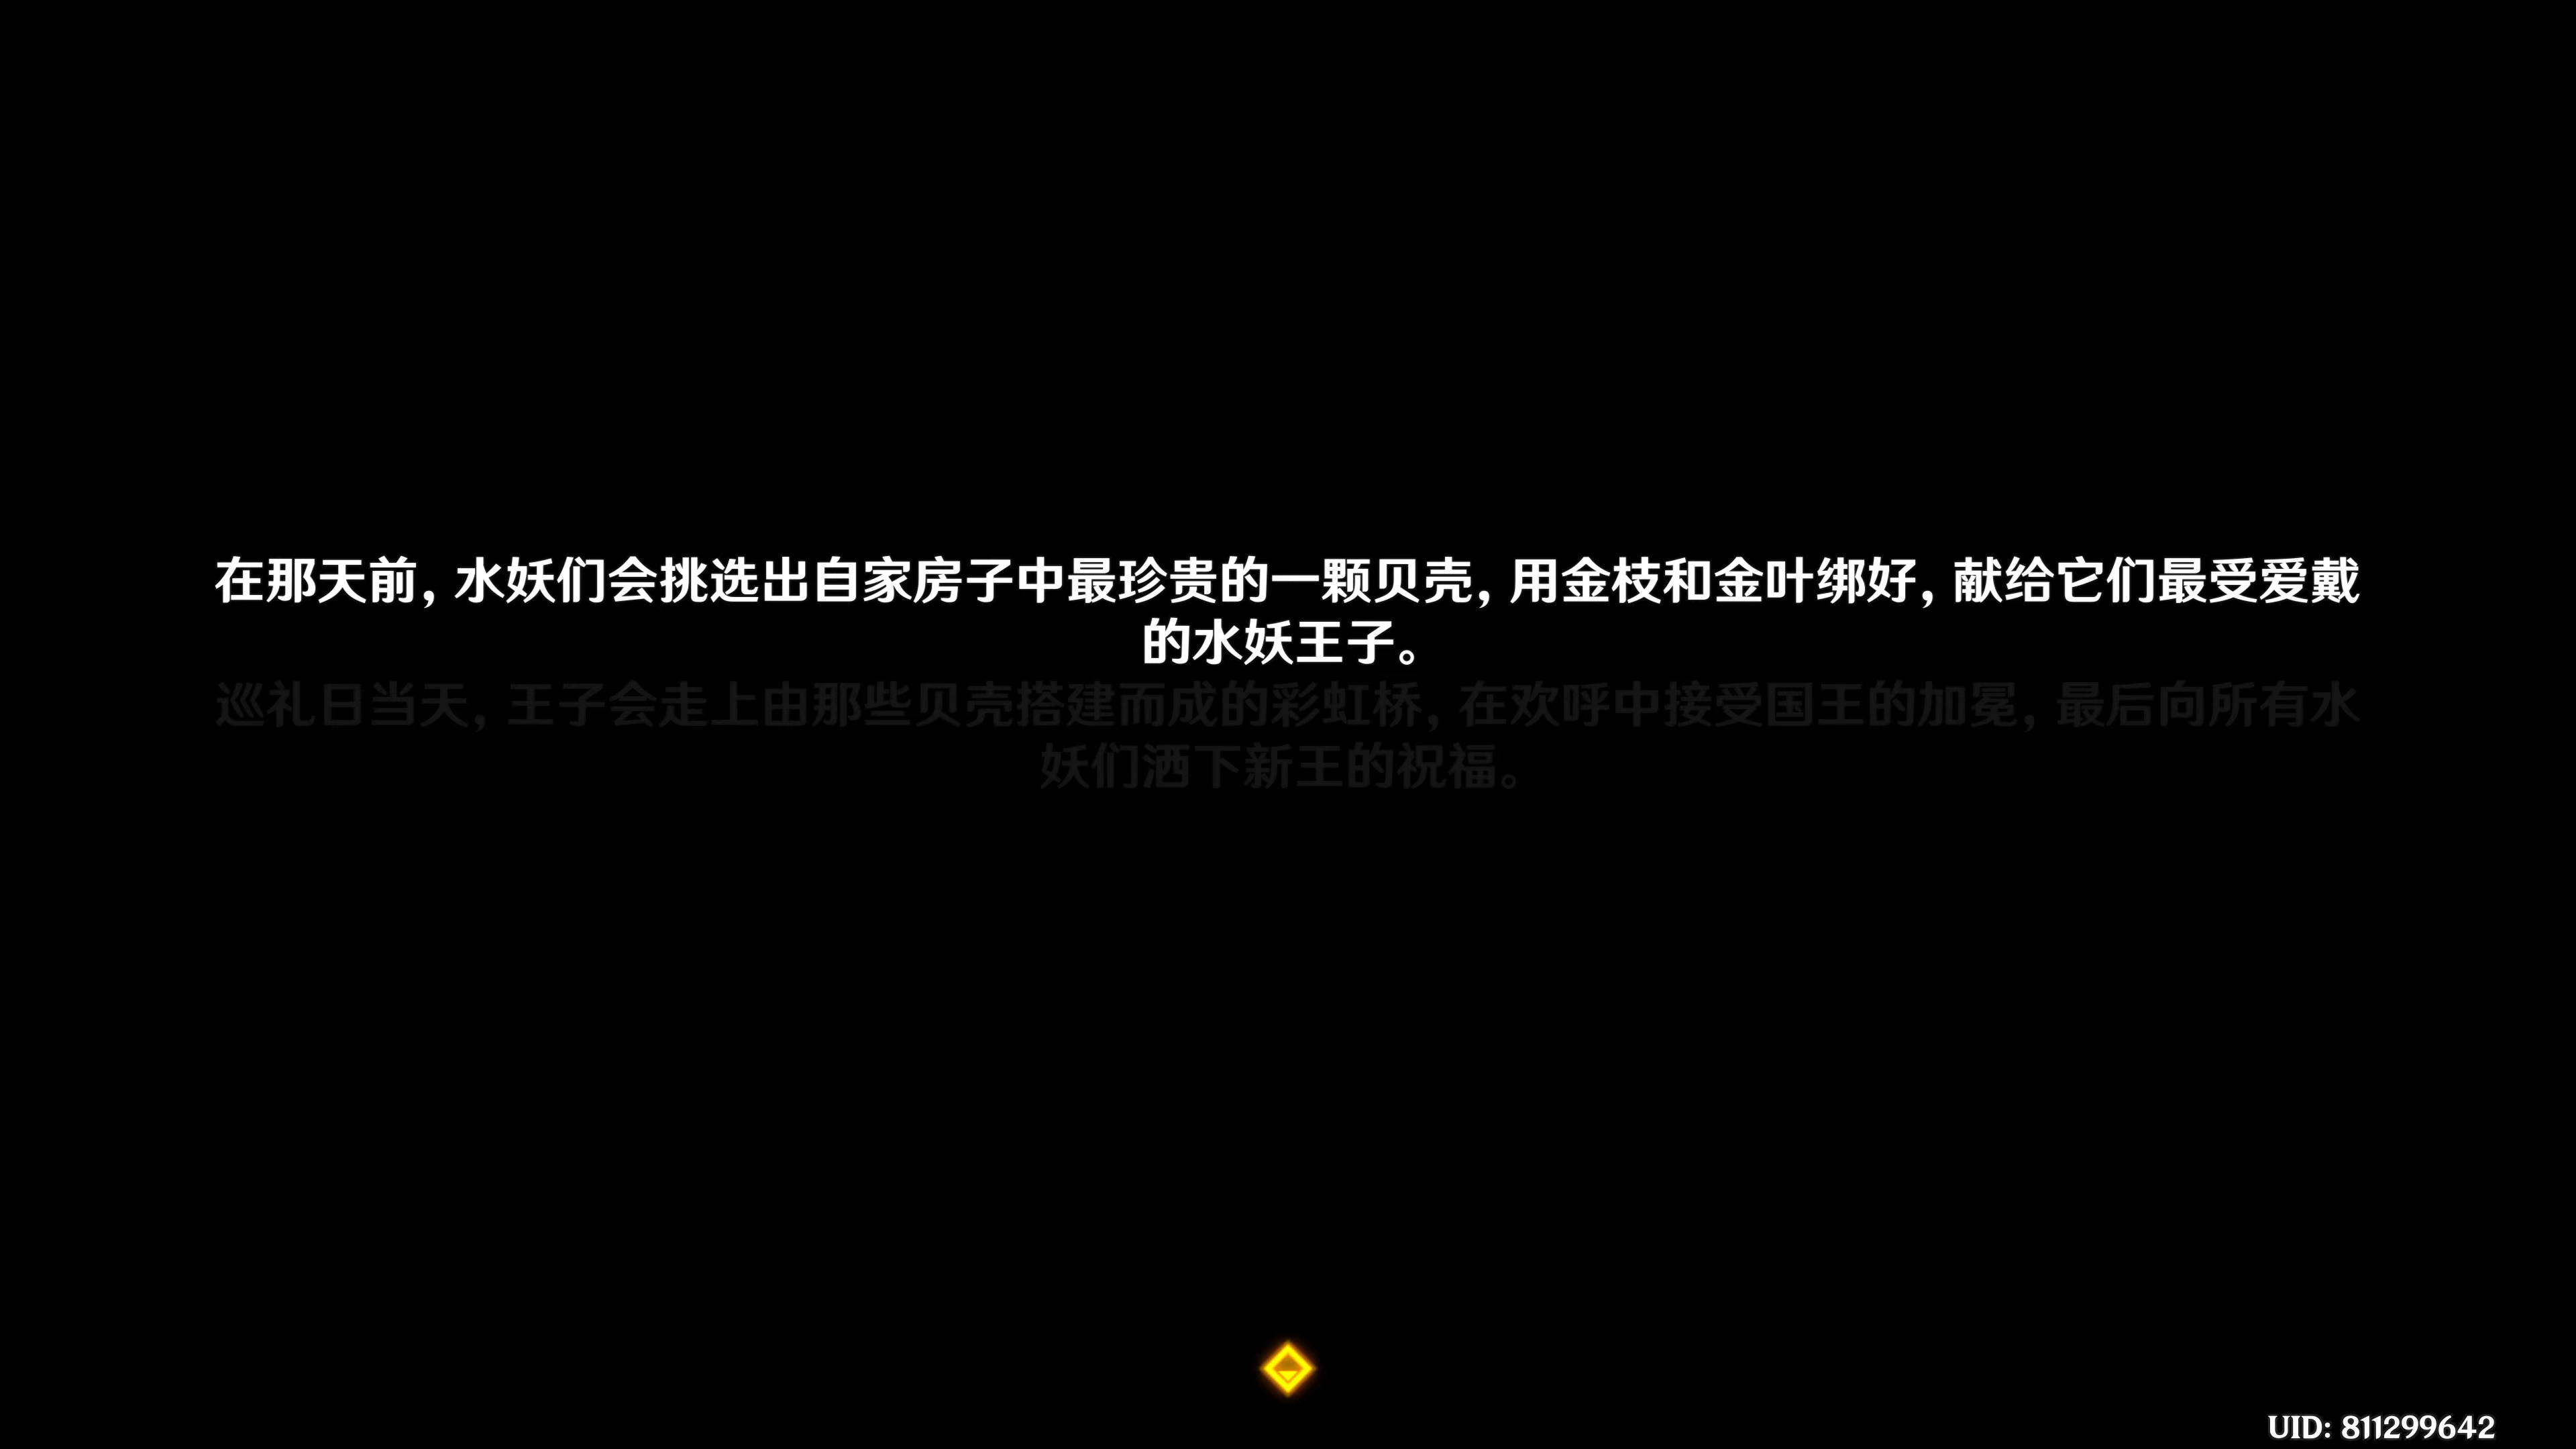 在那天前，水妖们会挑选出自家房子中最珍贵的一颗贝壳，用金枝和金叶绑好，献给它们最受爱戴
的水妖王子。
巡礼日当天，王子会走上由那些贝壳搭建而成的彩虹桥，在欢呼中接受国王的加冕，最后向所有水
妖们洒下新王的祝福。
UID: 811299642